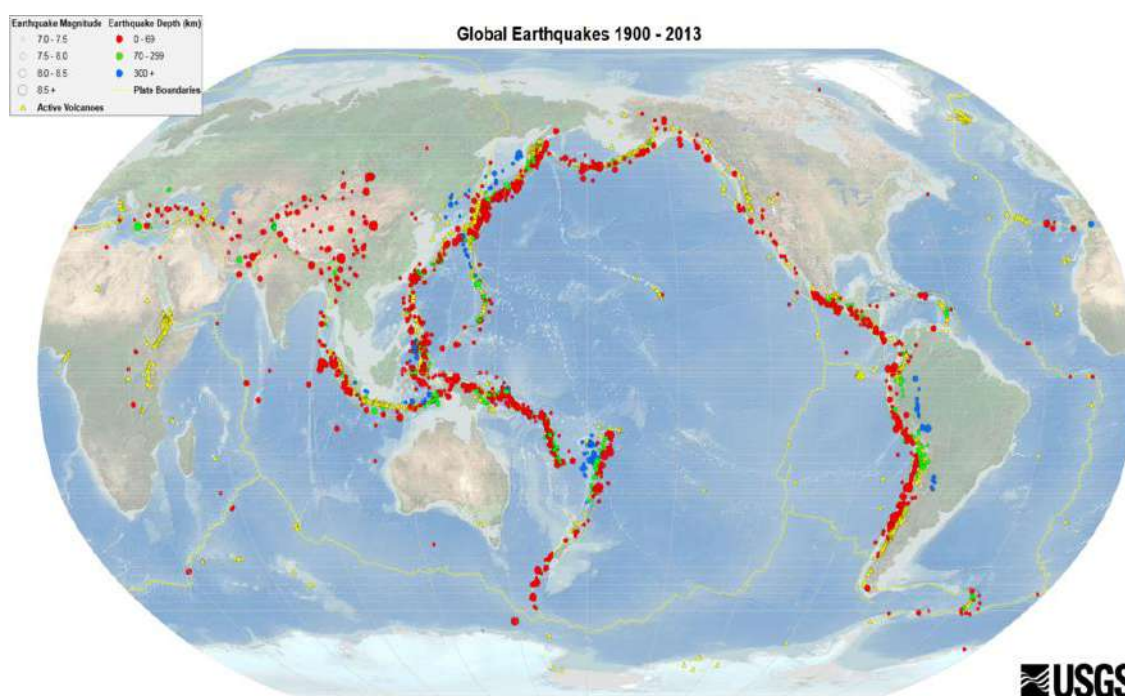 Global Earthquakes 1900 - 2013
Earthquake Magnitude Earthquake Depth (km)
7.0 - 7.5 0 - 69
7.5 - 8.0 70 - 299
8.0 - 8.5 300 +
8.5 + Plate Boundaries
Active Volcanoes
USGS